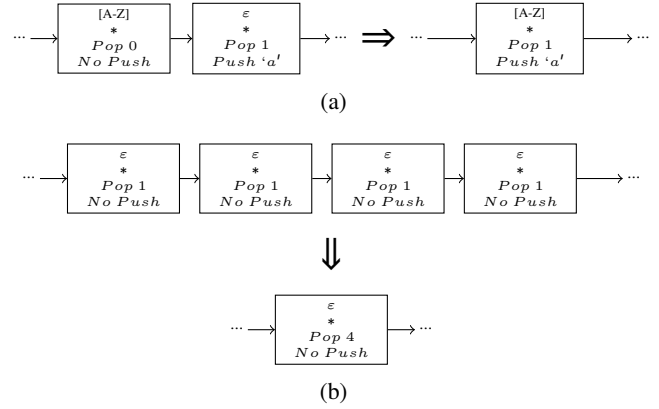 ... [A-Z] ε ... ⇒ ... [A-Z] ...
* * *
Pop 0 Pop 1 Pop 1
No Push Push ‘a’ Push ‘a’
(a)
... ε ε ε ε ...
* * * *
Pop 1 Pop 1 Pop 1 Pop 1
No Push No Push No Push No Push
⇓
... ε ...
*
Pop 4
No Push
(b)